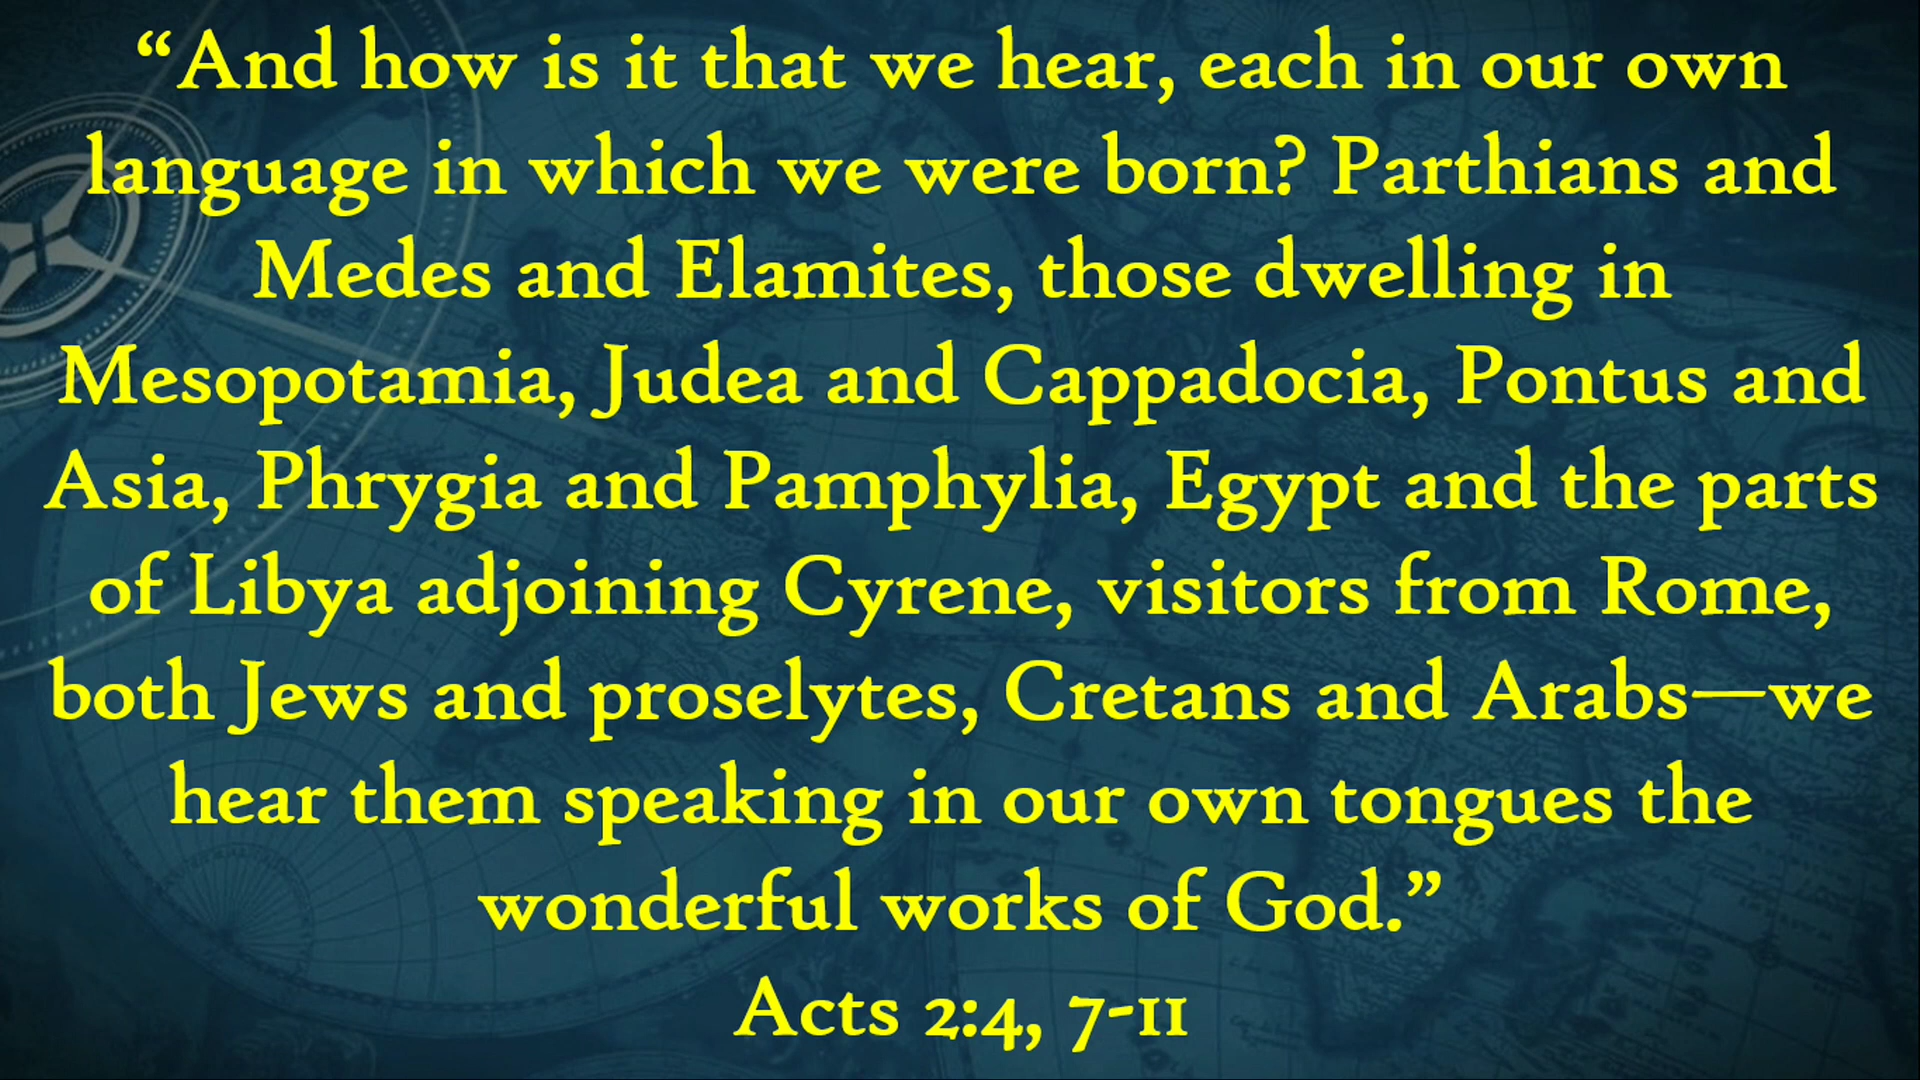 “And how is it that we hear, each in our own
language in which we were born? Parthians and
Medes and Elamites, those dwelling in
Mesopotamia, Judea and Cappadocia, Pontus and
Asia, Phrygia and Pamphylia, Egypt and the parts
of Libya adjoining Cyrene, visitors from Rome,
both Jews and proselytes, Cretans and Arabs—we
hear them speaking in our own tongues the
wonderful works of God.”
Acts 2:4, 7-11